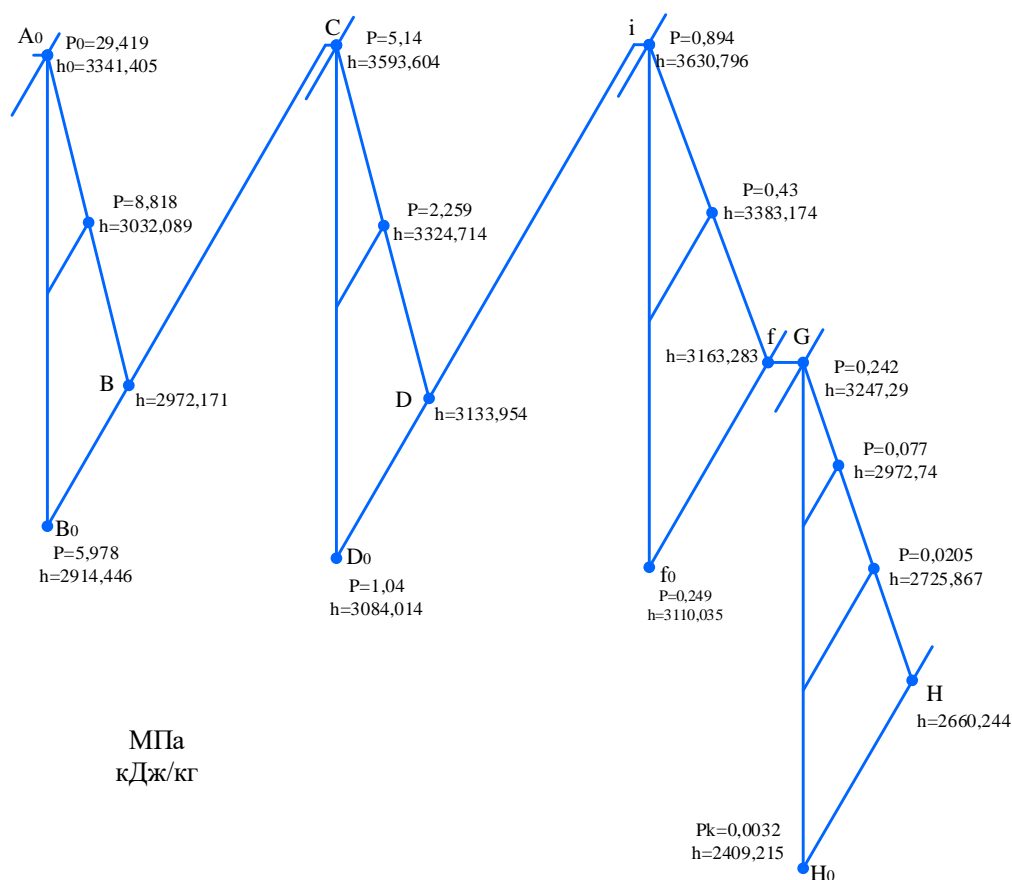 A0
P0=29,419
h0=3341,405
P=8,818
h=3032,089
B
h=2972,171
B0
P=5,978
h=2914,446
C
P=5,14
h=3593,604
P=2,259
h=3324,714
D
h=3133,954
D0
P=1,04
h=3084,014
i
P=0,894
h=3630,796
P=0,43
h=3383,174
f
h=3163,283
f0
P=0,249
h=3110,035
G
P=0,242
h=3247,29
P=0,077
h=2972,74
P=0,0205
h=2725,867
H
h=2660,244
Pk=0,0032
h=2409,215
H0
МПа
кДж/кг